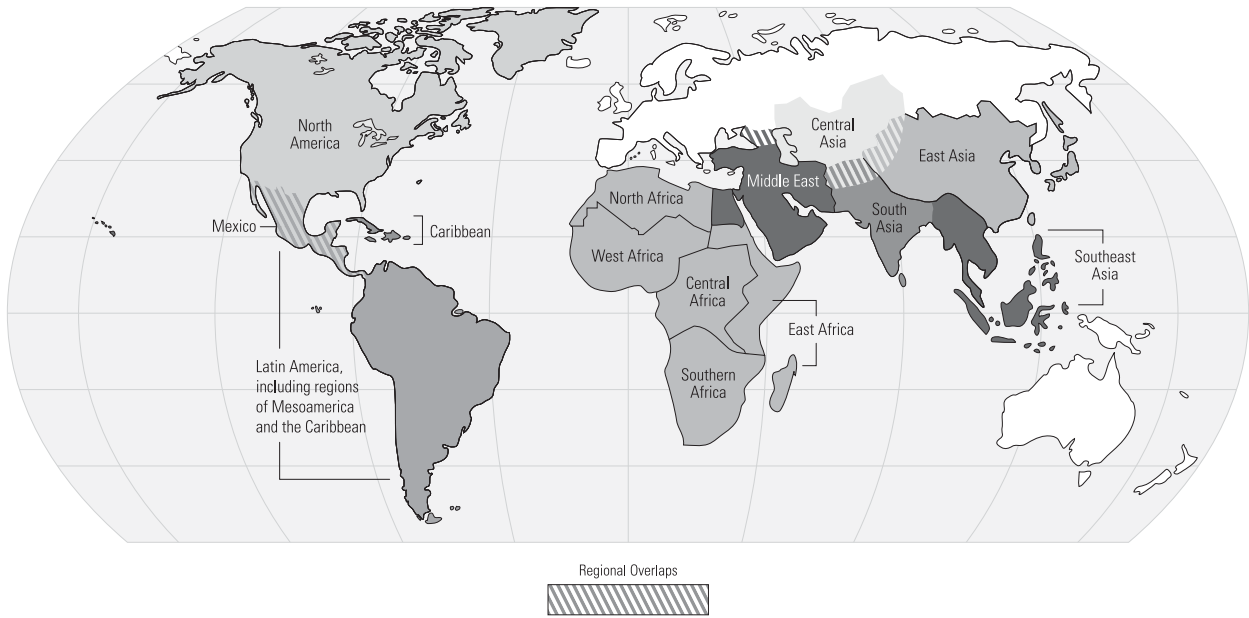 North
America
Central
Asia
East Asia
Middle East
North Africa
South
Asia
Mexico
Caribbean
West Africa
Southeast
Asia
Central
Africa
East Africa
Latin America,
including regions
of Mesoamerica
and the Caribbean
Southern
Africa
Regional Overlaps